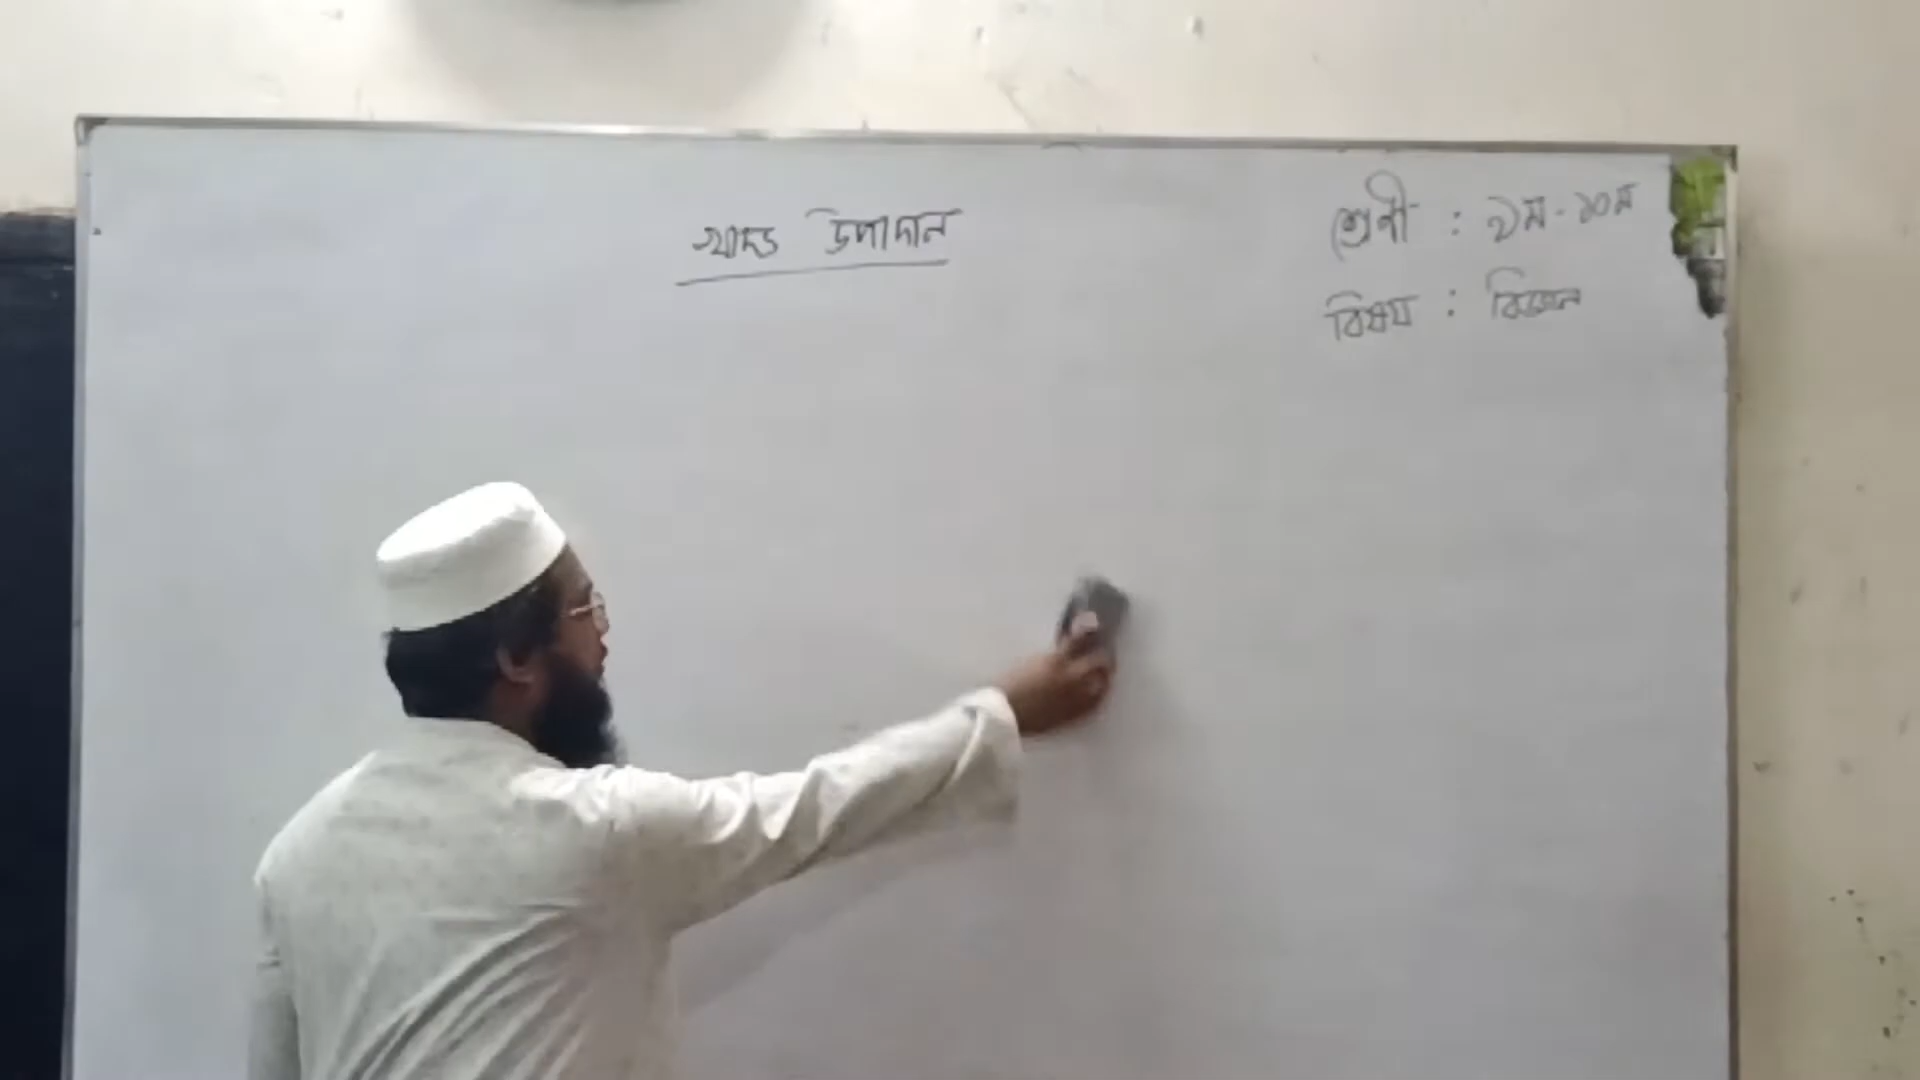 খাদ্য উপাদান
শ্রেণী : ৯ম - ১০ম
বিষয় : বিজ্ঞান